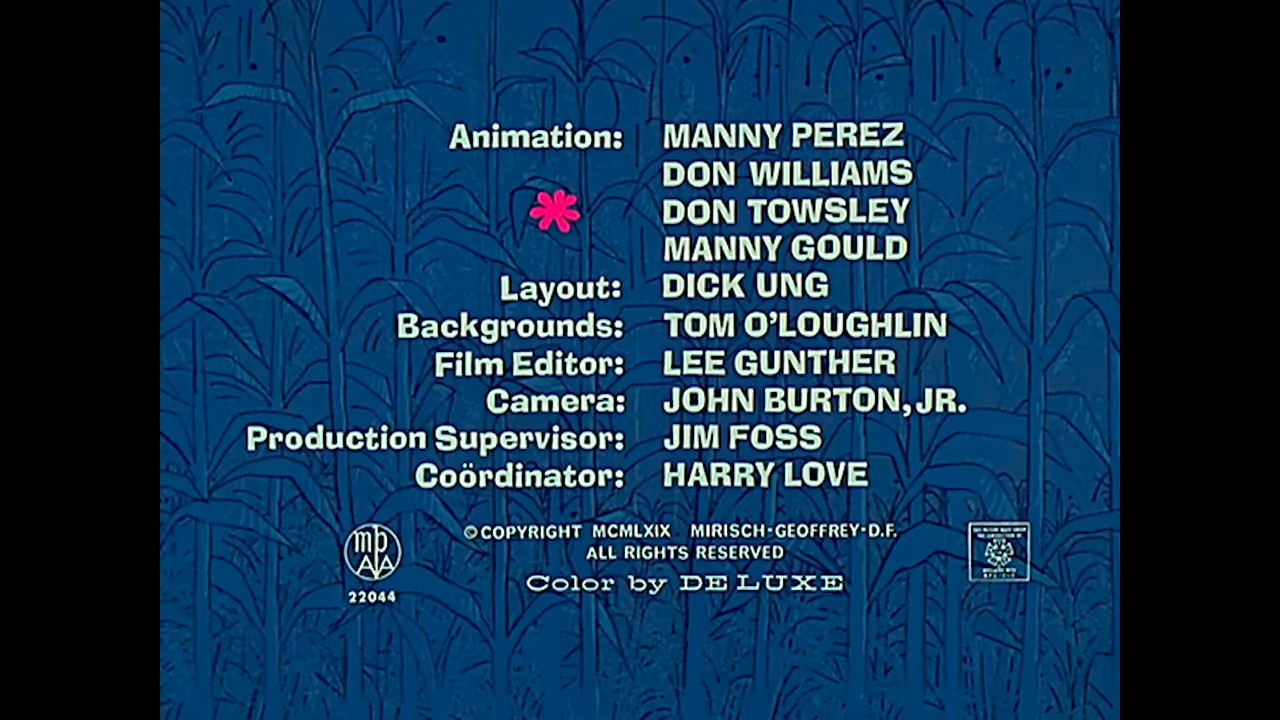 Animation: MANNY PEREZ
DON WILLIAMS
DON TOWSLEY
MANNY GOULD
Layout: DICK UNG
Backgrounds: TOM O'LOUGHLIN
Film Editor: LEE GUNTHER
Camera: JOHN BURTON, JR.
Production Supervisor: JIM FOSS
Coördinator: HARRY LOVE
©COPYRIGHT MCMLXIX MIRISCH-GEOFFREY-D.F.
ALL RIGHTS RESERVED
Color by DE LUXE
mpAA
22044